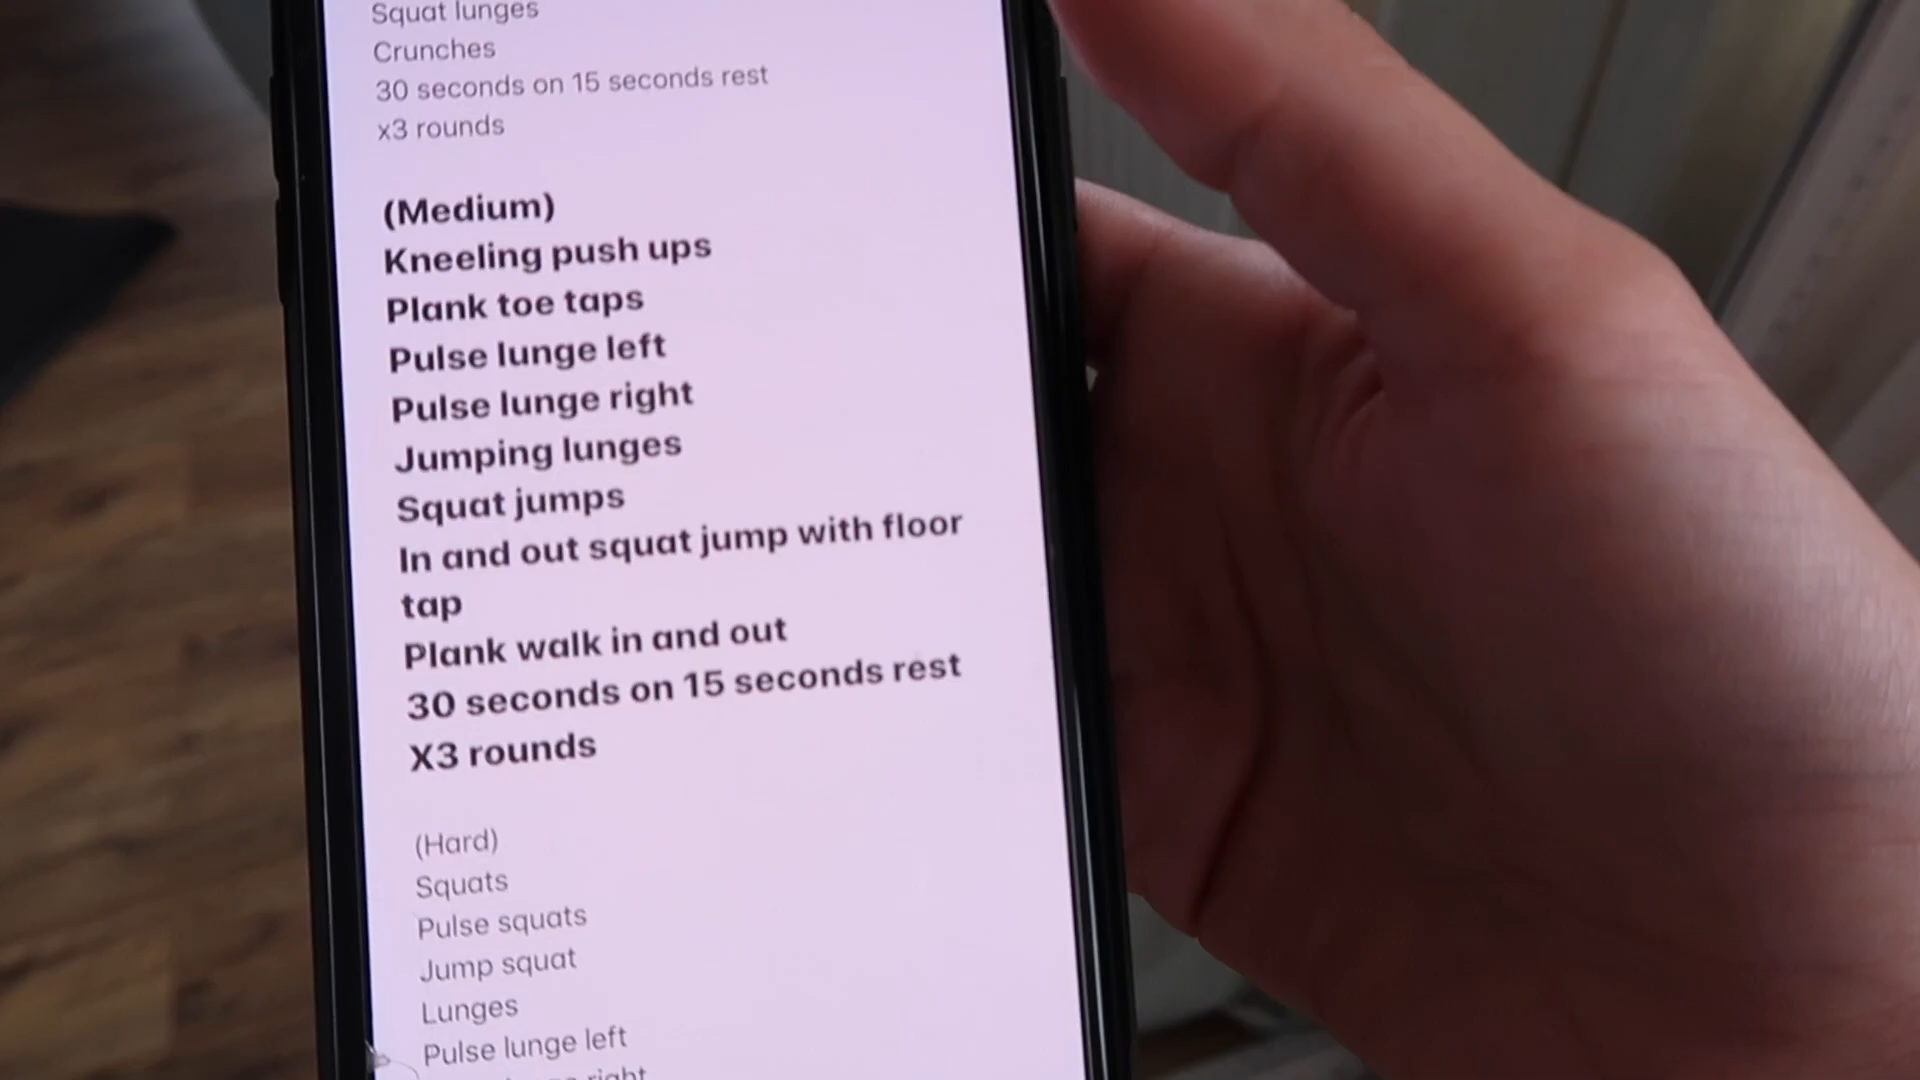 Squat lunges
Crunches
30 seconds on 15 seconds rest
x3 rounds
(Medium)
Kneeling push ups
Plank toe taps
Pulse lunge left
Pulse lunge right
Jumping lunges
Squat jumps
In and out squat jump with floor
tap
Plank walk in and out
30 seconds on 15 seconds rest
X3 rounds
(Hard)
Squats
Pulse squats
Jump squat
Lunges
Pulse lunge left
right